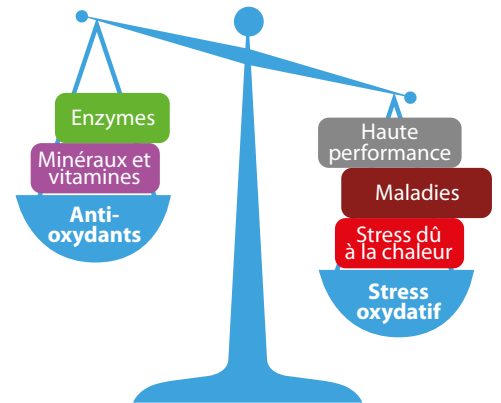 Enzymes
Minéraux et
vitamines
Anti-
oxydants
Haute
performance
Maladies
Stress dû
à la chaleur
Stress
oxydatif